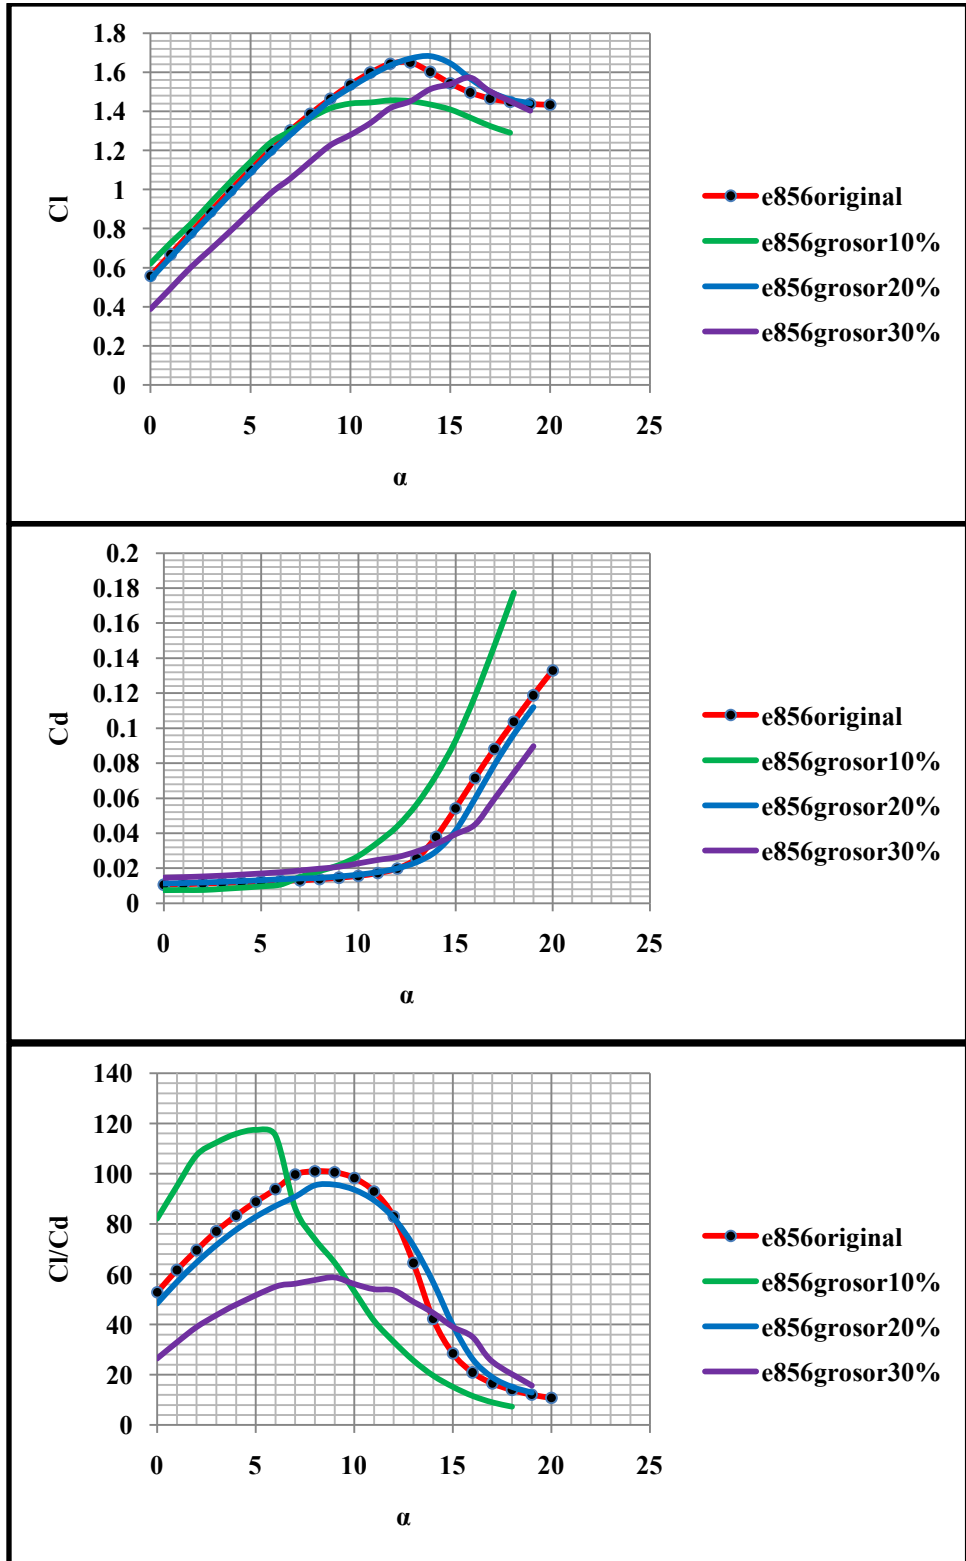 1.8
1.6
1.4
1.2
1
0.8
0.6
0.4
0.2
0
Cl
0 5 10 15 20 25
α
e856original
e856grosor10%
e856grosor20%
e856grosor30%
0.2
0.18
0.16
0.14
0.12
0.1
0.08
0.06
0.04
0.02
0
Cd
0 5 10 15 20 25
α
e856original
e856grosor10%
e856grosor20%
e856grosor30%
140
120
100
80
60
40
20
0
Cl/Cd
0 5 10 15 20 25
α
e856original
e856grosor10%
e856grosor20%
e856grosor30%